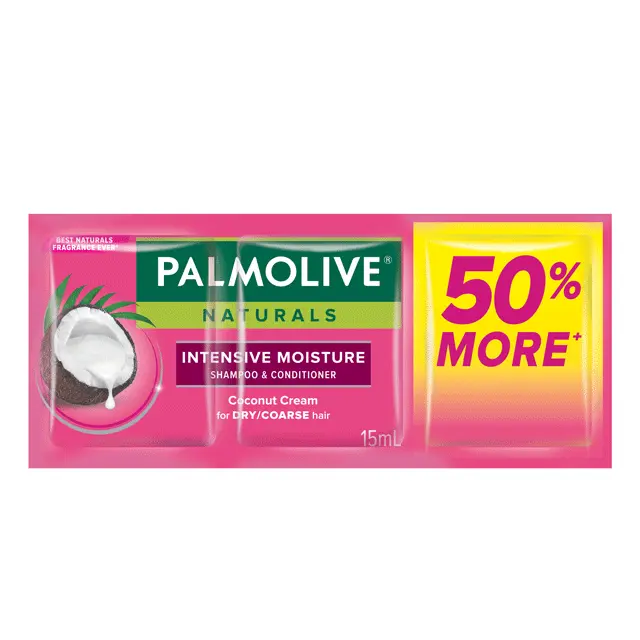 BEST NATURALS
FRAGRANCE EVER*
PALMOLIVE®
NATURALS
INTENSIVE MOISTURE
SHAMPOO & CONDITIONER
Coconut Cream
for DRY/COARSE hair
15mL
50%
MORE+